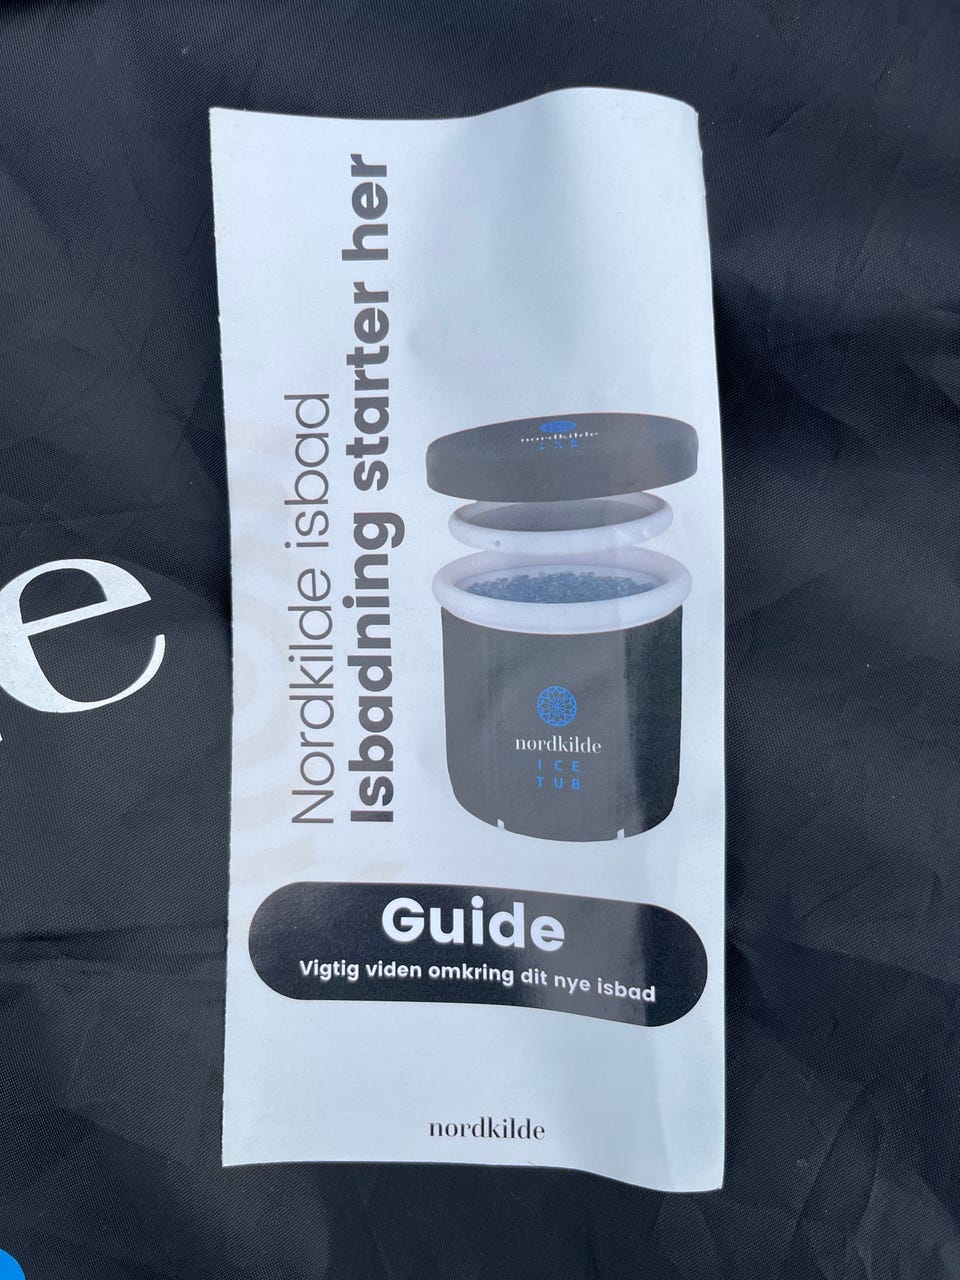 Nordkilde isbad
Isbadning starter her
nordkilde
nordkilde
ICE
TUB
Guide
Vigtig viden omkring dit nye isbad
nordkilde
e